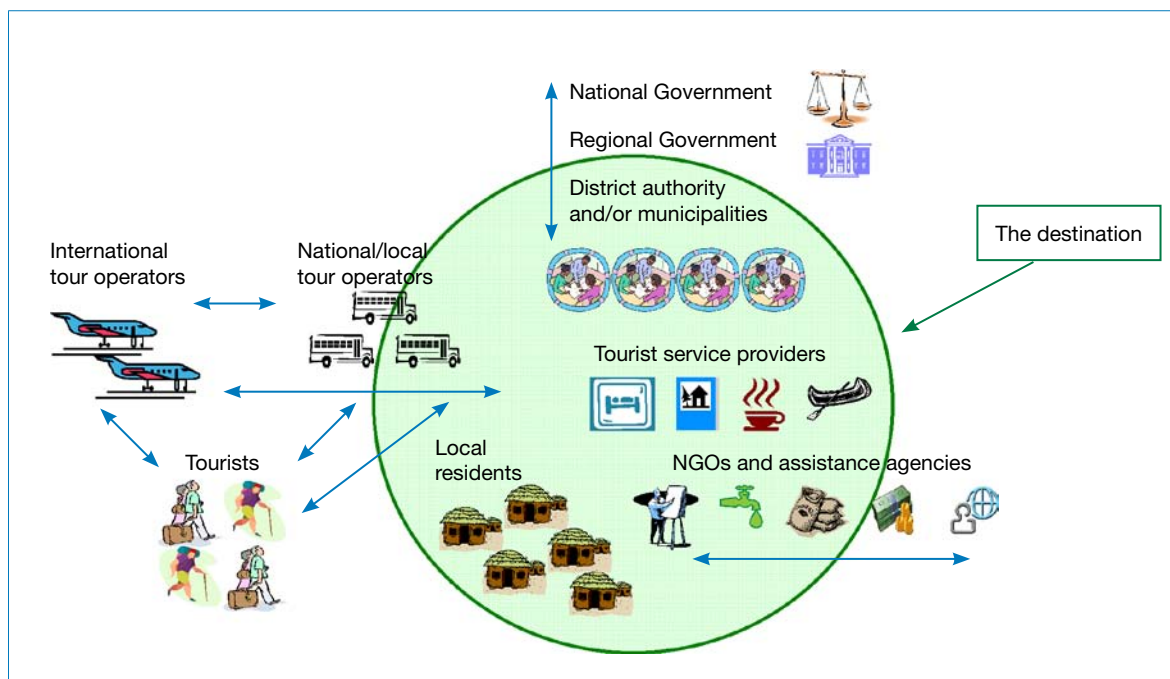 National Government
Regional Government
District authority
and/or municipalities
The destination
International
tour operators
National/local
tour operators
Tourist service providers
Tourists
Local
residents
NGOs and assistance agencies